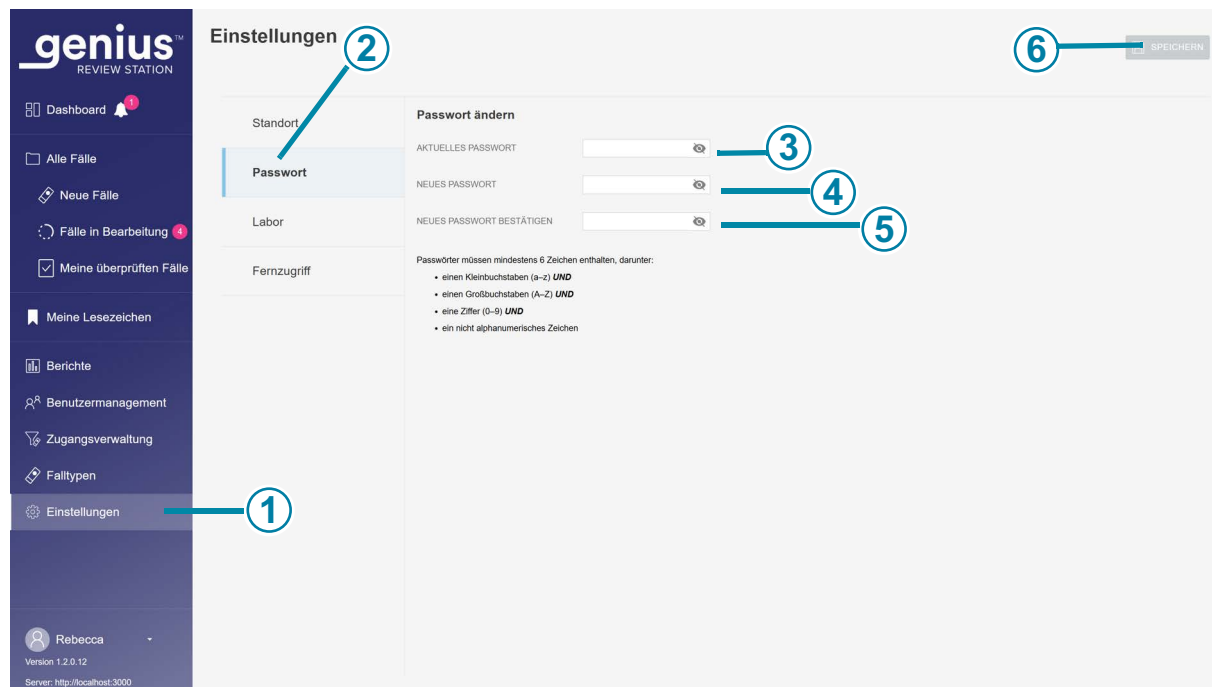 genius™
REVIEW STATION
Dashboard 1
Alle Fälle
Neue Fälle
Fälle in Bearbeitung 4
Meine überprüften Fälle
Meine Lesezeichen
Berichte
Benutzermanagement
Zugangsverwaltung
Falltypen
Einstellungen
1
Rebecca
Version 1.2.0.12
Server: http://localhost:3000
Einstellungen
2
6
SPEICHERN
Standort
Passwort
Labor
Fernzugriff
Passwort ändern
AKTUELLES PASSWORT
3
NEUES PASSWORT
4
NEUES PASSWORT BESTÄTIGEN
5
Passwörter müssen mindestens 6 Zeichen enthalten, darunter:
• einen Kleinbuchstaben (a–z) UND
• einen Großbuchstaben (A–Z) UND
• eine Ziffer (0–9) UND
• ein nicht alphanumerisches Zeichen